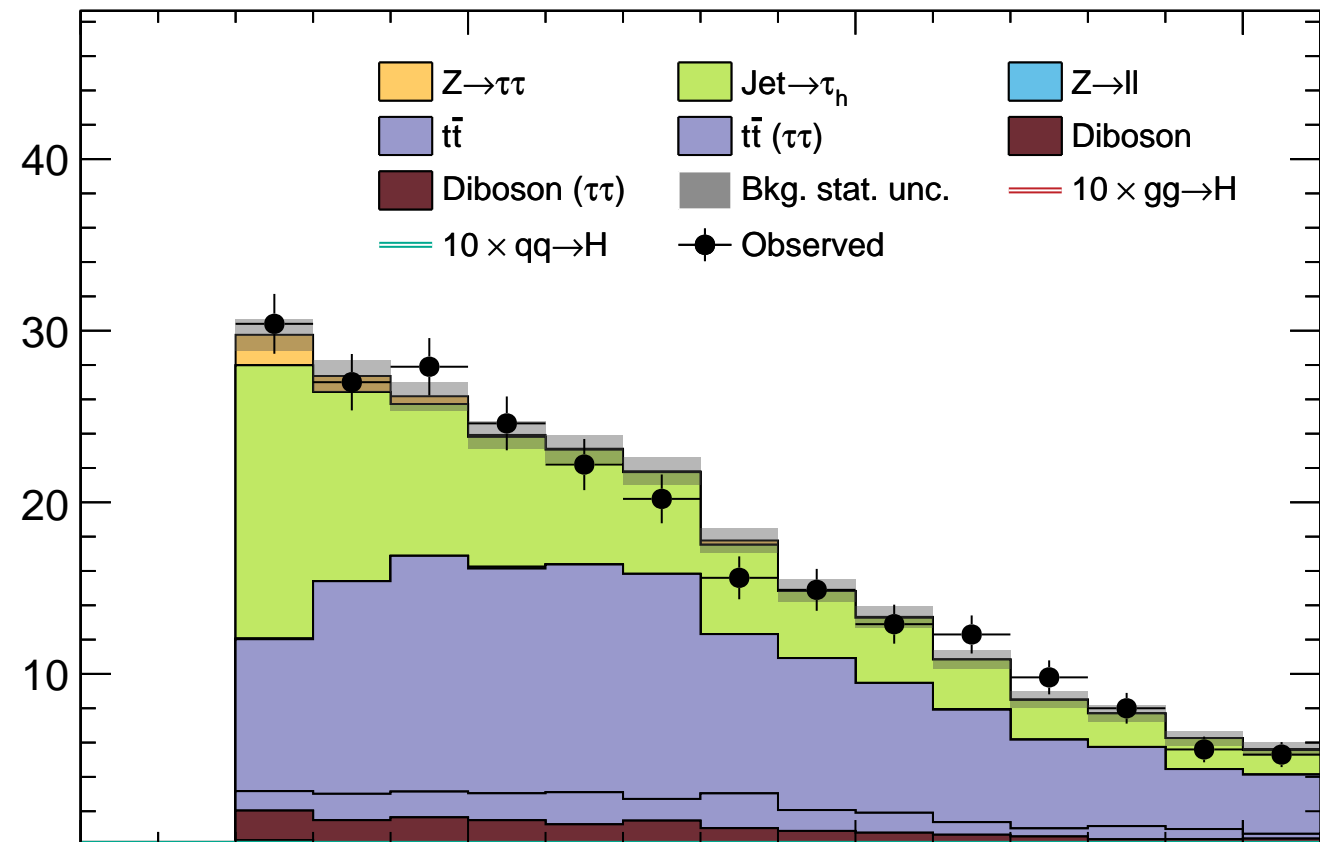 Z→ττ Jet→τh Z→ll
tt̄ tt̄ (ττ) Diboson
Diboson (ττ) Bkg. stat. unc. 10 × gg→H
10 × qq→H Observed
40
30
20
10